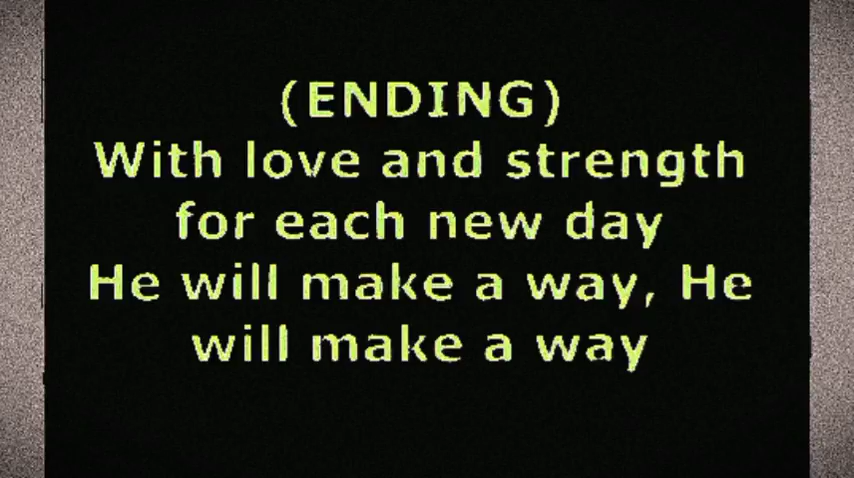 (ENDING)
With love and strength
for each new day
He will make a way, He
will make a way